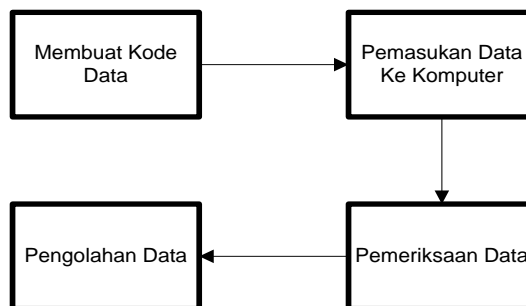 Membuat Kode
Data
Pemasukan Data
Ke Komputer
Pengolahan Data
Pemeriksaan Data